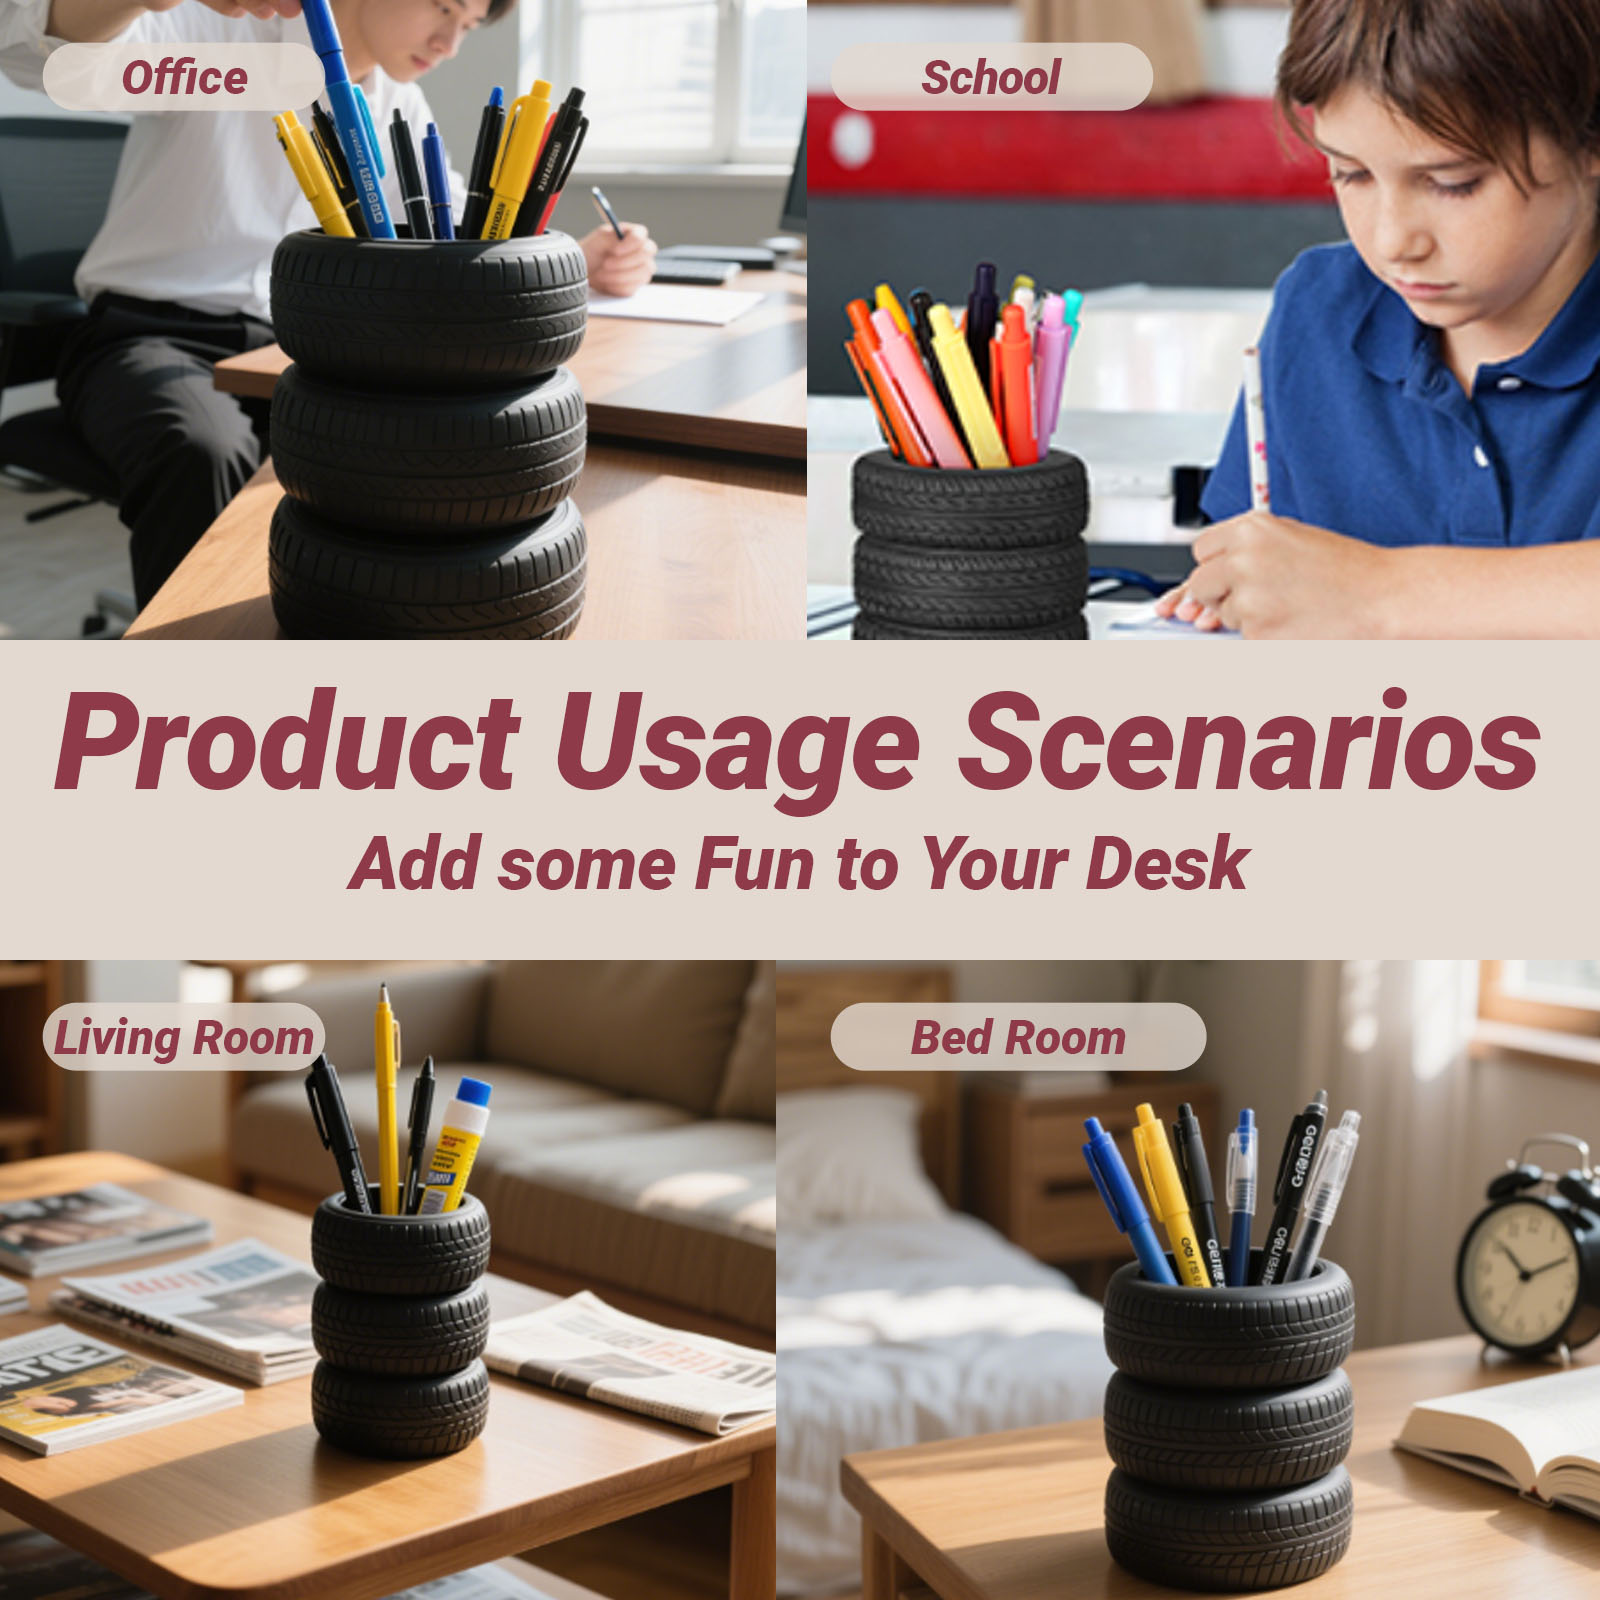 Office
School
Product Usage Scenarios
Add some Fun to Your Desk
Living Room
Bed Room